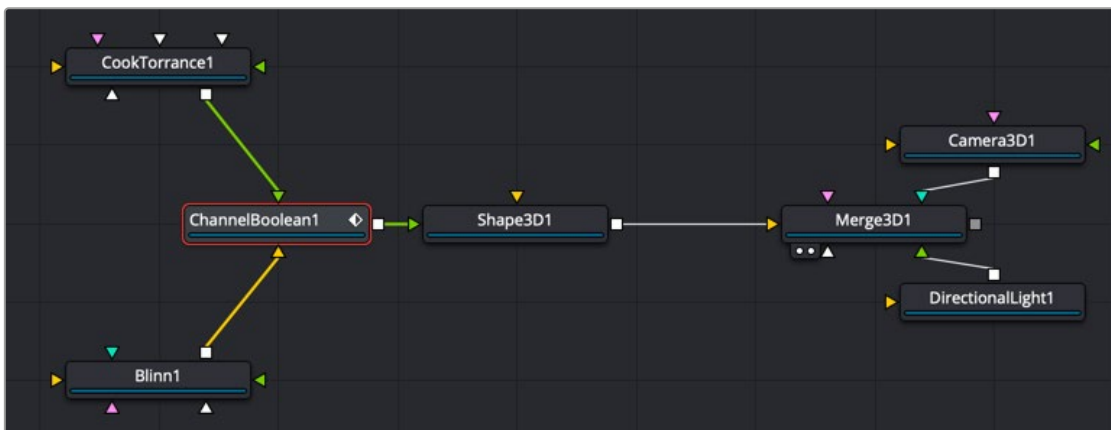 CookTorrance1
Camera3D1
ChannelBoolean1
Shape3D1
Merge3D1
DirectionalLight1
Blinn1